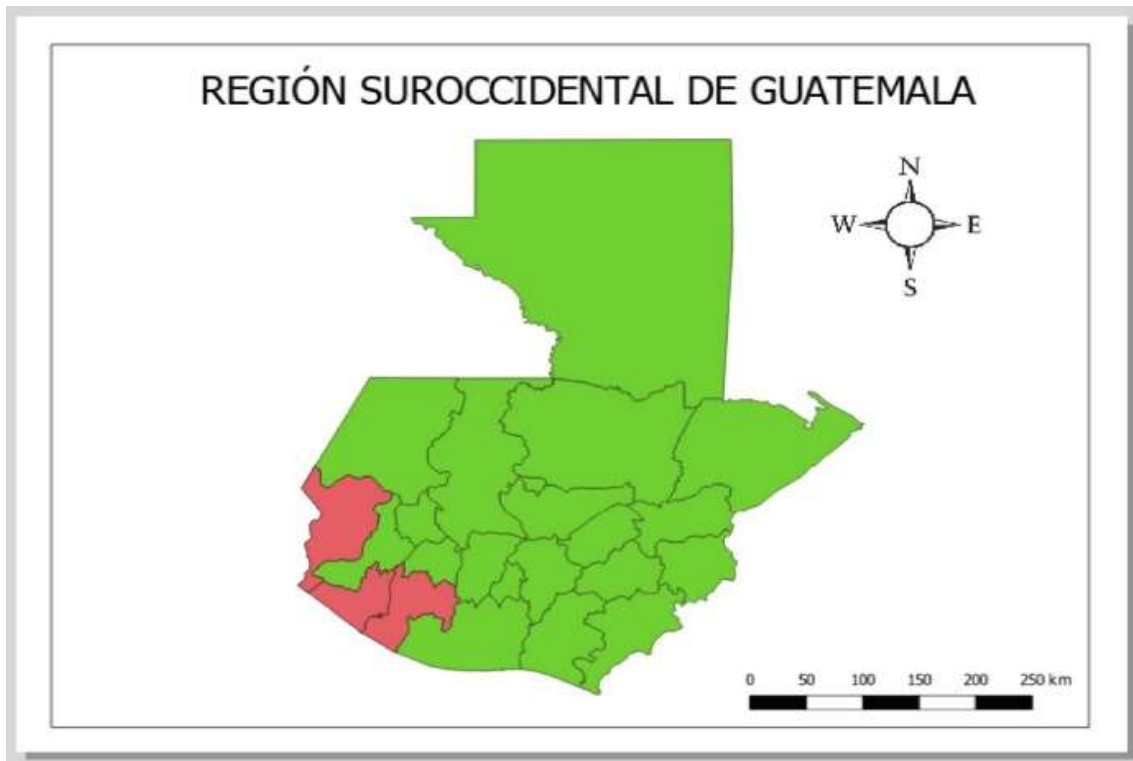 REGIÓN SUROCCIDENTAL DE GUATEMALA
N
W E
S
0 50 100 150 200 250 km